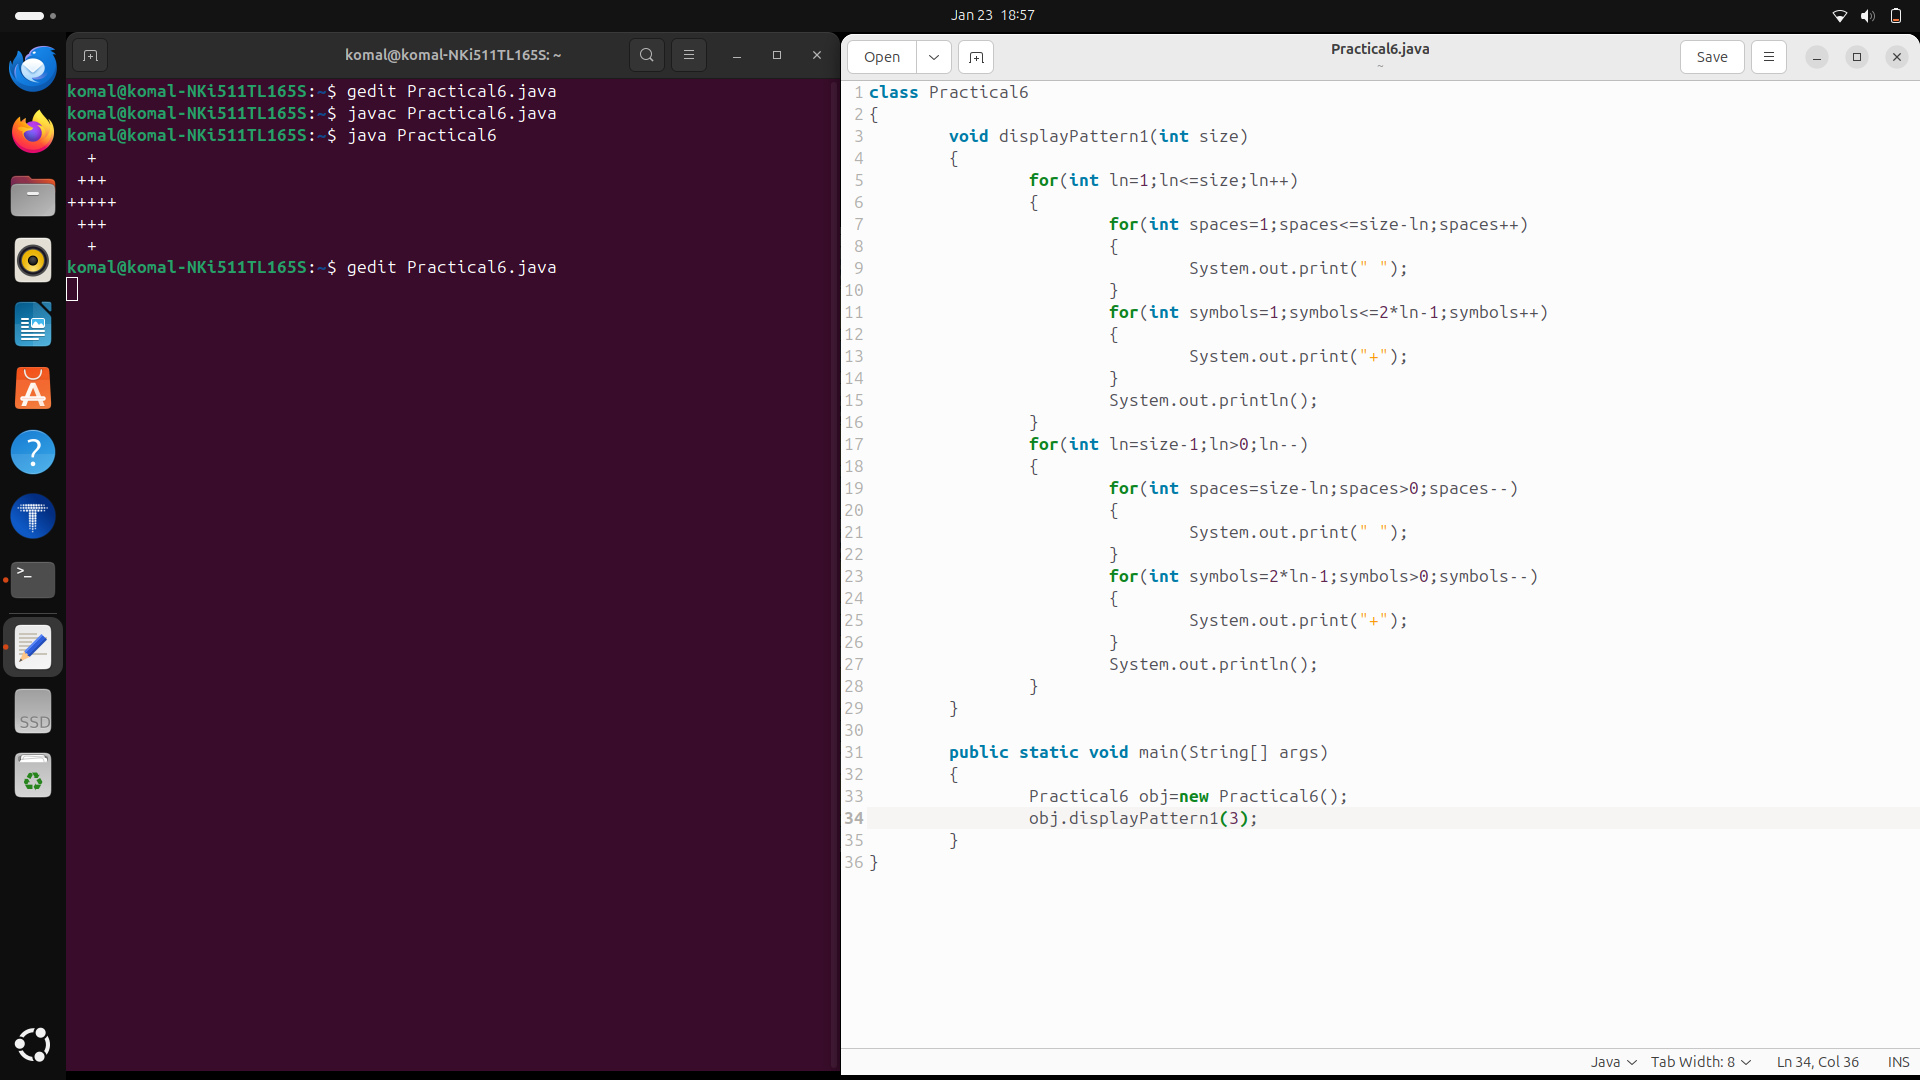 Jan 23 18:57
komal@komal-NKi511TL165S: ~
komal@komal-NKi511TL165S:~$ gedit Practical6.java
komal@komal-NKi511TL165S:~$ javac Practical6.java
komal@komal-NKi511TL165S:~$ java Practical6
  +
 +++
+++++
 +++
  +
komal@komal-NKi511TL165S:~$ gedit Practical6.java
>_
SSD
Open
Practical6.java
~
Save
1 class Practical6
2 {
3         void displayPattern1(int size)
4         {
5                 for(int ln=1;ln<=size;ln++)
6                 {
7                         for(int spaces=1;spaces<=size-ln;spaces++)
8                         {
9                                 System.out.print(" ");
10                         }
11                         for(int symbols=1;symbols<=2*ln-1;symbols++)
12                         {
13                                 System.out.print("+");
14                         }
15                         System.out.println();
16                 }
17                 for(int ln=size-1;ln>0;ln--)
18                 {
19                         for(int spaces=size-ln;spaces>0;spaces--)
20                         {
21                                 System.out.print(" ");
22                         }
23                         for(int symbols=2*ln-1;symbols>0;symbols--)
24                         {
25                                 System.out.print("+");
26                         }
27                         System.out.println();
28                 }
29         }
30
31         public static void main(String[] args)
32         {
33                 Practical6 obj=new Practical6();
34                 obj.displayPattern1(3);
35         }
36 }
Java
Tab Width: 8
Ln 34, Col 36
INS